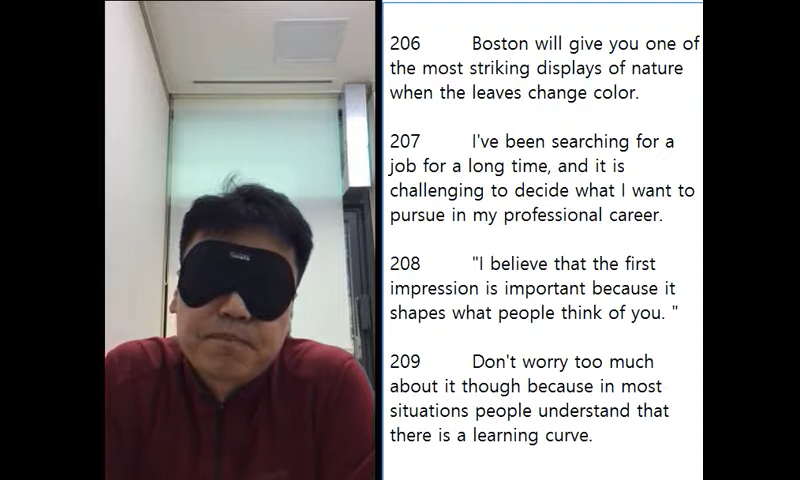 206 Boston will give you one of
the most striking displays of nature
when the leaves change color.
207 I've been searching for a
job for a long time, and it is
challenging to decide what I want to
pursue in my professional career.
208 "I believe that the first
impression is important because it
shapes what people think of you. "
209 Don't worry too much
about it though because in most
situations people understand that
there is a learning curve.